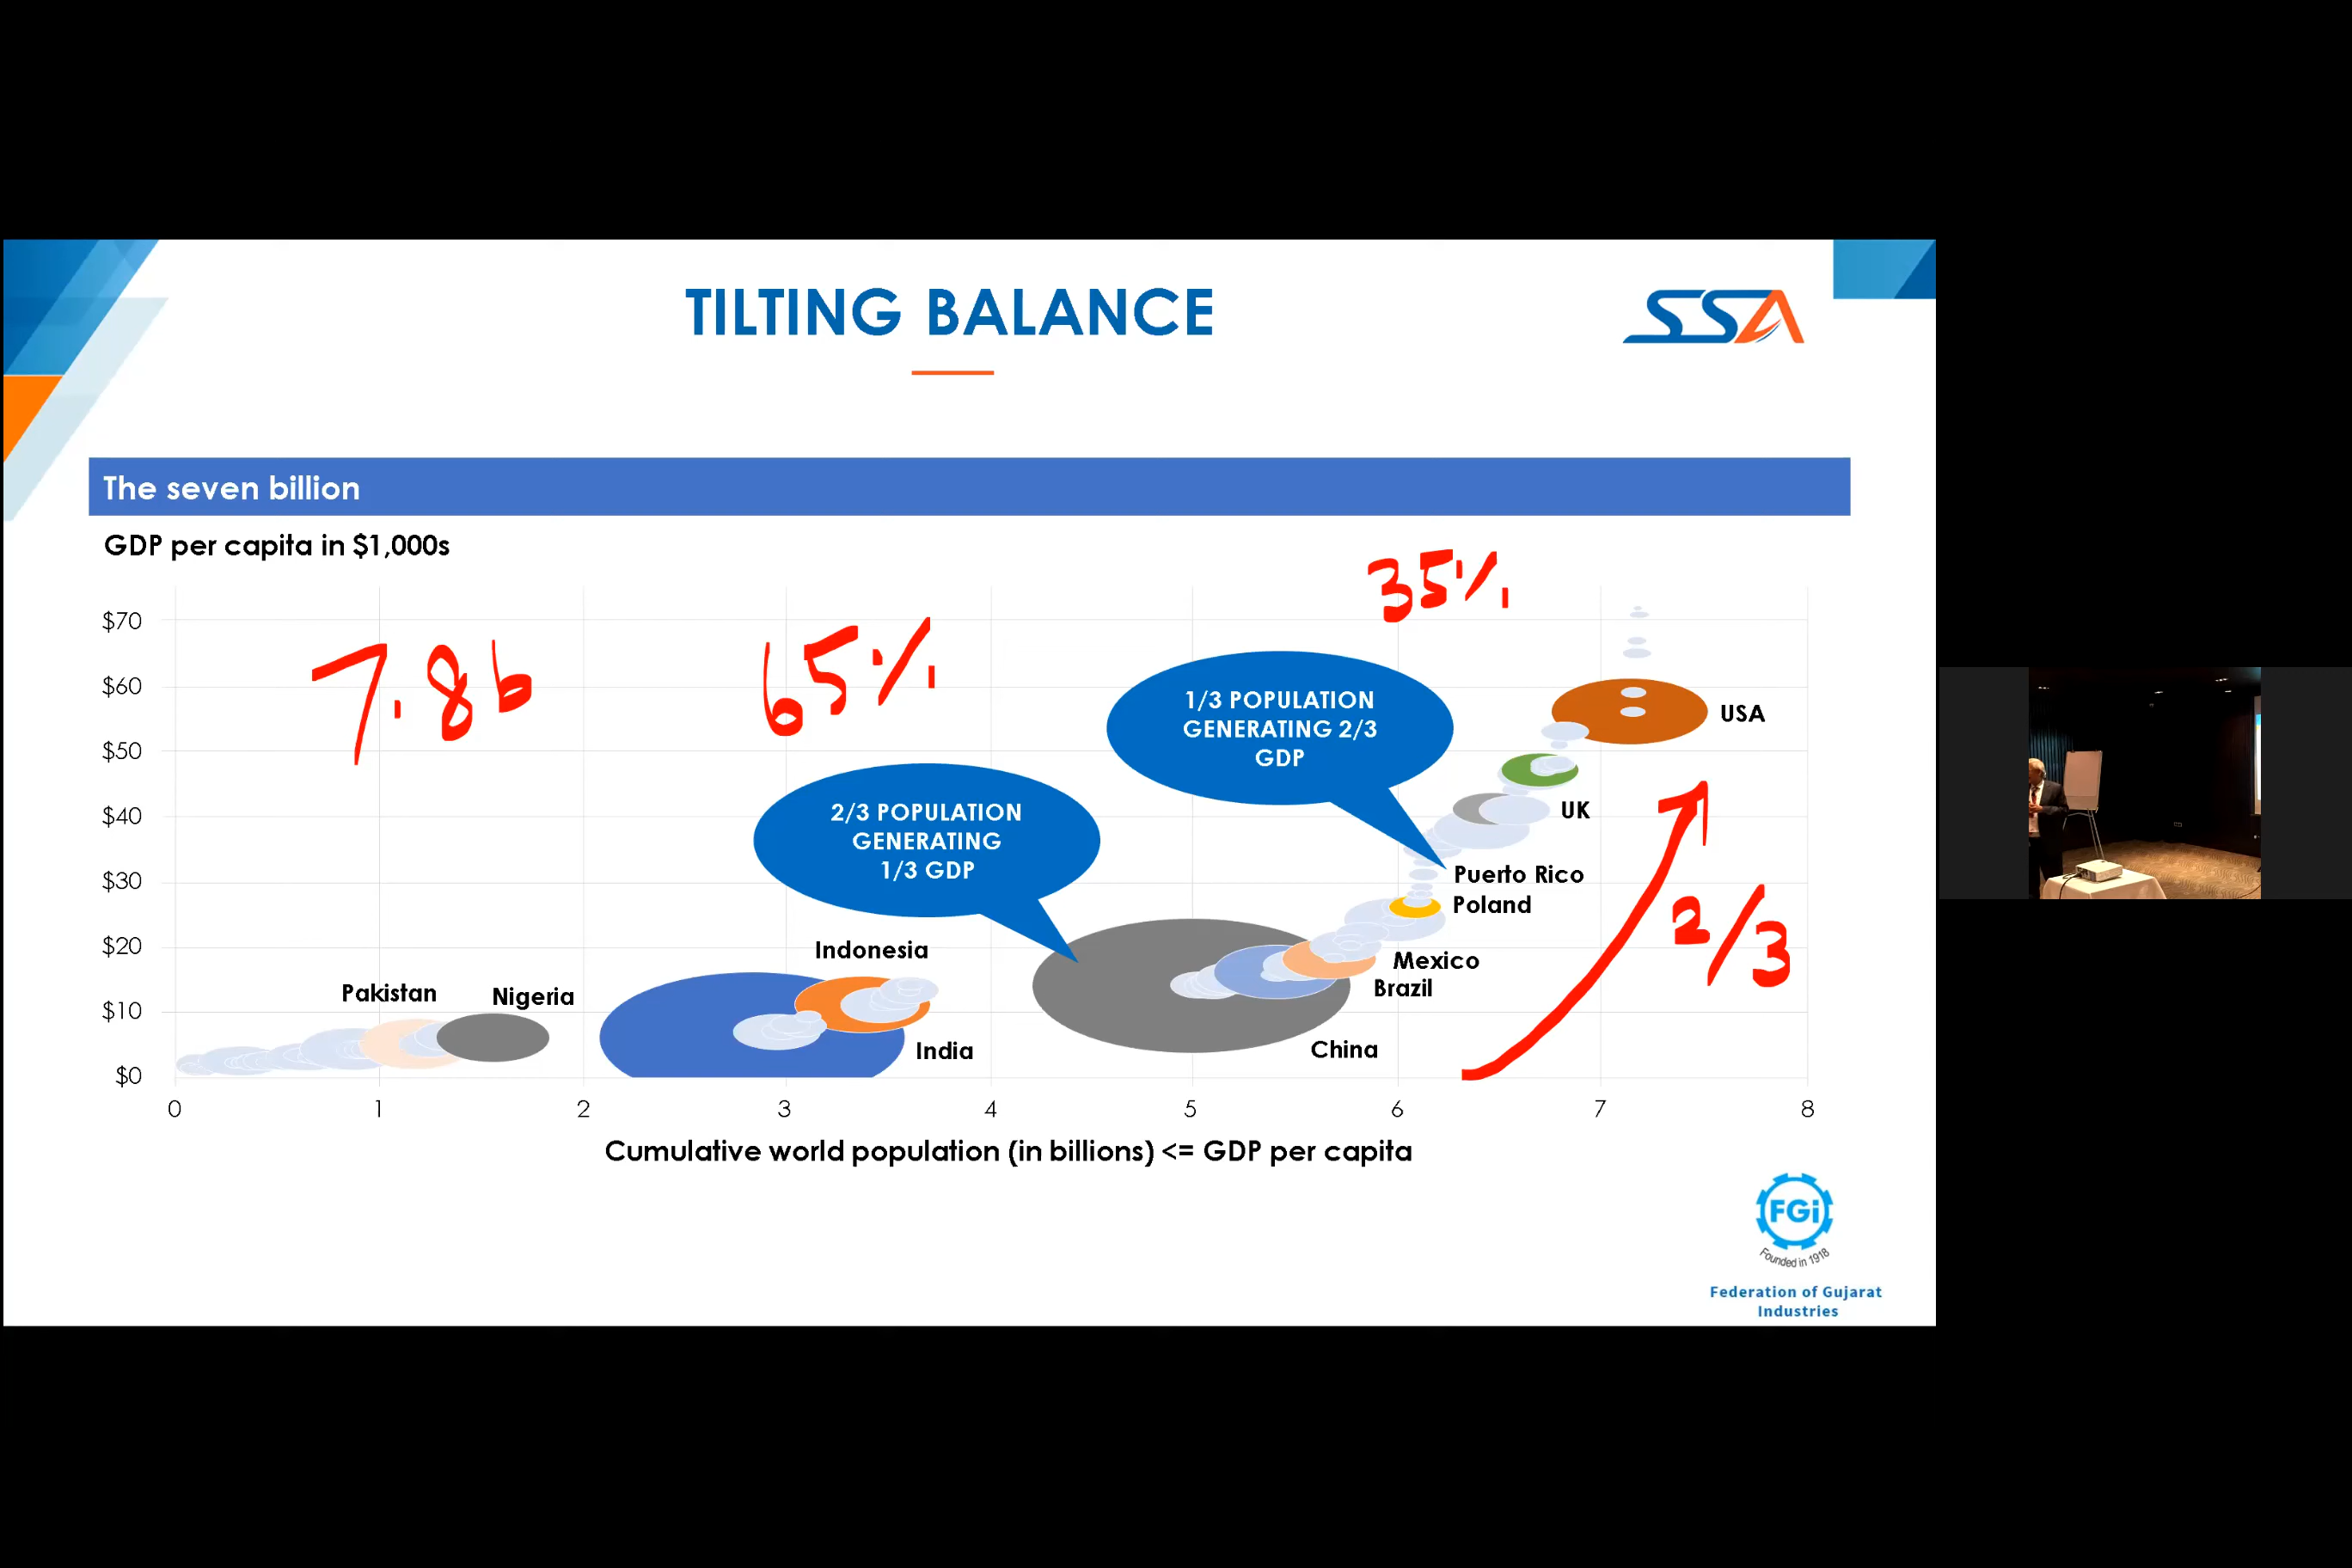 TILTING BALANCE
SSA
The seven billion
GDP per capita in $1,000s
35%
$70
7.8b
65%
$60
1/3 POPULATION
GENERATING 2/3
GDP
USA
$50
2/3 POPULATION
GENERATING
1/3 GDP
$40
UK
$30
Puerto Rico
Poland
2/3
$20
Indonesia
Mexico
Brazil
Pakistan
Nigeria
$10
India
China
$0
0 1 2 3 4 5 6 7 8
Cumulative world population (in billions) <= GDP per capita
FGi
Founded in 1918
Federation of Gujarat
Industries